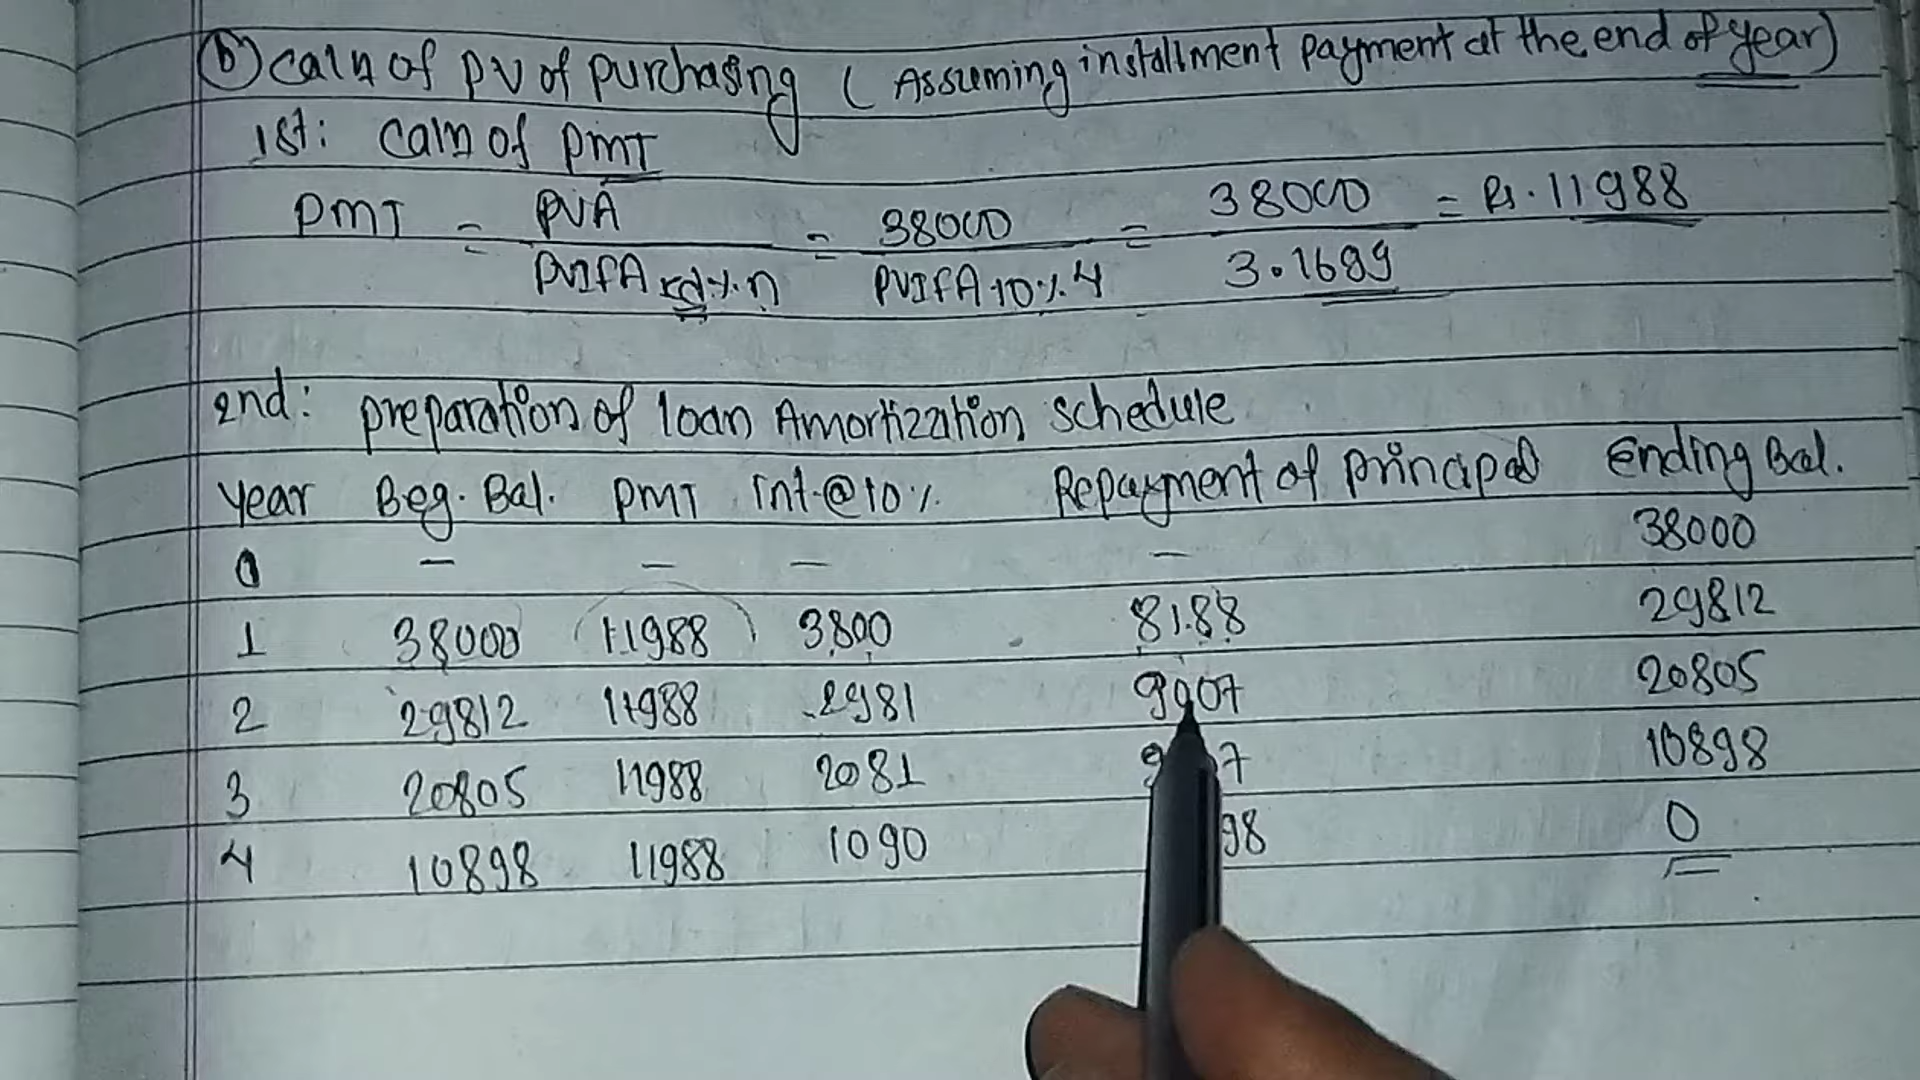 (b) caln of PV of purchasing ( Assuming installment payment at the end of year)
1st: Caln of PMT
PMT = PVA / PVIFA rd%.n = 38000 / PVIFA 10%.4 = 38000 / 3.1699 = Rs. 11988
2nd: preparation of loan Amortization schedule
Year Beg. Bal. PMT int.@10% Repayment of principal Ending Bal.
0 – – – – 38000
1 38000 11988 3800 8188 29812
2 29812 11988 2981 9007 20805
3 20805 11988 2081 10898
4 10898 11988 1090 0